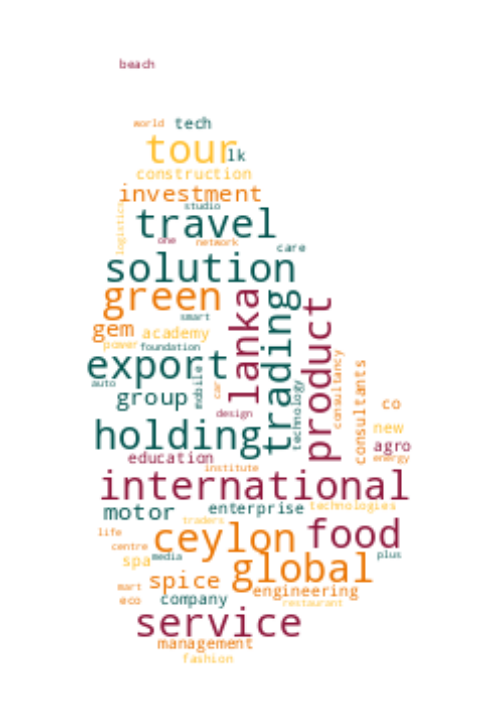 beach
world tech
tour lk
construction
investment
logistics
studio
travel
one network care
solution
green
lanka
trading
product
smart
gem academy
power foundation
export
auto
mobile
car
group
design
technology
consultancy
consultants
co
new
holding
agro
education energy
institute
international
motor enterprise technologies
traders
life ceylon food
centre media plus
spa global
spice
mart engineering
eco company restaurant
service
management
fashion